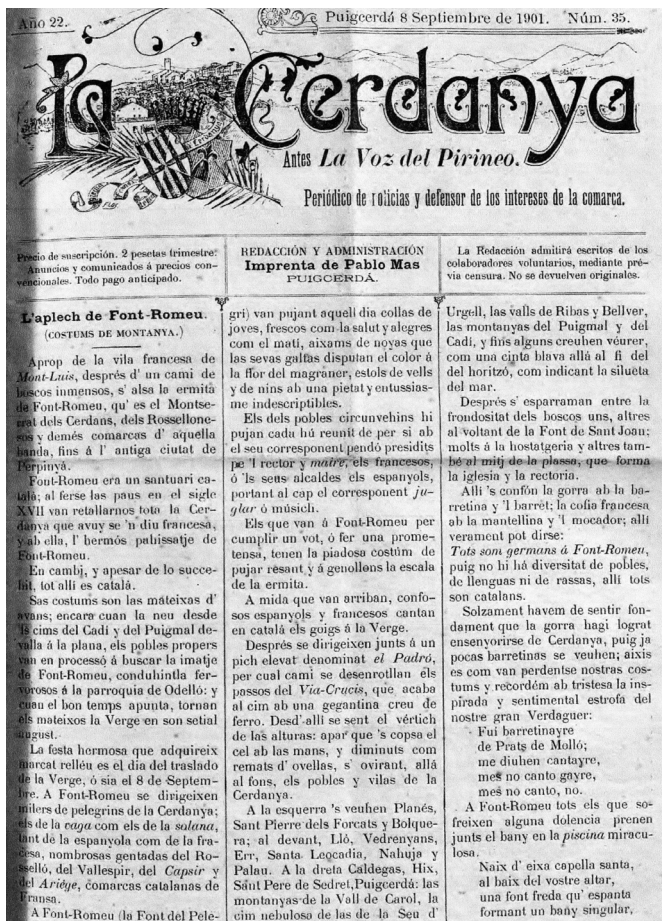 Año 22.
Puigcerdá 8 Septiembre de 1901.
Núm. 35.
La Cerdanya
Antes La Voz del Pirineo.
Periódico de noticias y defensor de los intereses de la comarca.
Precio de suscripción. 2 pesetas trimestre.
Anuncios y comunicados á precios con-
vencionales. Todo pago anticipado.
REDACCIÓN Y ADMINISTRACIÓN
Imprenta de Pablo Mas
PUIGCERDÁ.
La Redacción admitirá escritos de los
colaboradores voluntarios, mediante pré-
via censura. No se devuelven originales.
L'aplech de Font-Romeu.
(COSTUMS DE MONTANYA.)
Aprop de la vila francesa de
Mont-Luis, després d' un camí de
boscos inmensos, s' alsa la ermita
de Font-Romeu, qu' es el Montse-
rrat dels Cerdans, dels Rossellone-
sos y demés comarcas d' aquella
banda, fins á l' antiga ciutat de
Perpinyá.
Font-Romeu era un santuari ca-
talá; al ferse las paus en el sigle
XVII van retallarnos tota la Cer-
danya que avuy se 'n diu francesa,
y ab ella, l' bermós pahissatje de
Font-Romeu.
En cambj, y apesar de lo succe-
hit, tot allí es catalá.
Sas costums son las máteixas d'
avans; encara cuan la neu desde
'ls cims del Cadí y del Puigmal de-
valla á la plana, els pobles propers
van en processó á buscar la imatje
de Font-Romeu, conduhintla fer-
vorosos á la parroquia de Odelló; y
cuan el bon temps apunta, tornan
els mateixos la Verge en son setial
august.
La festa hermosa que adquireix
marcat relléu es el dia del traslado
de la Verge, ó sia el 8 de Septem-
bre. A Font-Romeu se dirigeixen
milers de pelegrins de la Cerdanya;
els de la vaga com els de la solana,
tant de la espanyola com de la fra-
cesa, nombrosas gentadas del Ro-
selló, del Vallespir, del Capsir y
del Ariége, comarcas catalanas de
Fransa.
A Font-Romeu (la Font del Pele-
grí) van pujant aquell dia collas de
joves, frescos com la salut y alegres
com el matí, aixams de noyas que
las sevas galtas disputan el color á
la flor del magraner, estols de vells
y de nins ab una pietat y entussias-
me indescriptibles.
Els dels pobles circunvehins hi
pujan cada hú reunit de per si ab
el seu corresponent pendó presidits
pe 'l rector y maire, els francesos,
ó 'ls seus alcaldes els espanyols,
portant al cap el corresponent ju-
glar ó músich.
Els que van á Font-Romeu per
cumplir un vot, ó fer una prome-
tensa, tenen la piadosa costúm de
pujar resant y á genollons la escala
de la ermita.
A mida que van arriban, confo-
sos espanyols y francesos cantan
en catalá els goigs á la Verge.
Després se dirigeixen junts á un
pich elevat denominat el Padró,
per cual camí se desenrotllan els
passos del Via-Crucis, que acaba
al cim ab una gegantina creu de
ferro. Desd'-allí se sent el vértich
de las alturas: apar que 's copsa el
cel ab las mans, y diminuts com
remats d' ovellas, s' oviran, allá
al fons, els pobles y vilas de la
Cerdanya.
A la esquerra 's veuhen Planés,
Sant Pierre dels Forcats y Bolque-
ra; al devant, Lló, Vedrenyans,
Err, Santa Leocadia, Nahuja y
Palau. A la dreta Caldegas, Hix,
Sant Pere de Sedret, Puigcerdá: las
montanyas de la Vall de Carol, la
cim nebulosa de las de la Seu d'
Urgell, las valls de Ribas y Bellver,
las montanyas del Puigmal y del
Cadí, y fins alguns creuhen véurer,
com una cinta blava allá al fi del
del horitzó, com indicant la silueta
del mar.
Després s' esparraman entre la
frondositat dels boscos uns, altres
al voltant de la Font de Sant Joan;
molts á la hostatgeria y altres tam-
bé al mitj de la plassa, que forma
la iglesia y la rectoria.
Allí 's confón la gorra ab la ba-
rretina y 'l barret; la cofia francesa
ab la mantellina y 'l mocador; allí
verament pot dirse:
Tots som germans á Font-Romeu,
puig no hi há diversitat de pobles,
de llenguas ni de rassas, allí tots
son catalans.
Solzament havem de sentir fon-
dament que la gorra hagi lograt
ensenyorirse de Cerdanya, puig ja
pocas barretinas se veuhen; aixis
es com van perdentse nostras cos-
tums y recordém ab tristesa la ins-
pirada y sentimental estrofa del
nostre gran Verdaguer:
Fuí barretinayre
de Prats de Molló;
me diuhen cantayre,
mes no canto gayre,
mes no canto, no.
A Font-Romeu tots els que so-
freixen alguna dolencia prenen
junts el bany en la piscina miracu-
losa.
Naix d' eixa capella santa,
al baix del vostre altar,
una font freda qu' espanta
formant un bany singular,